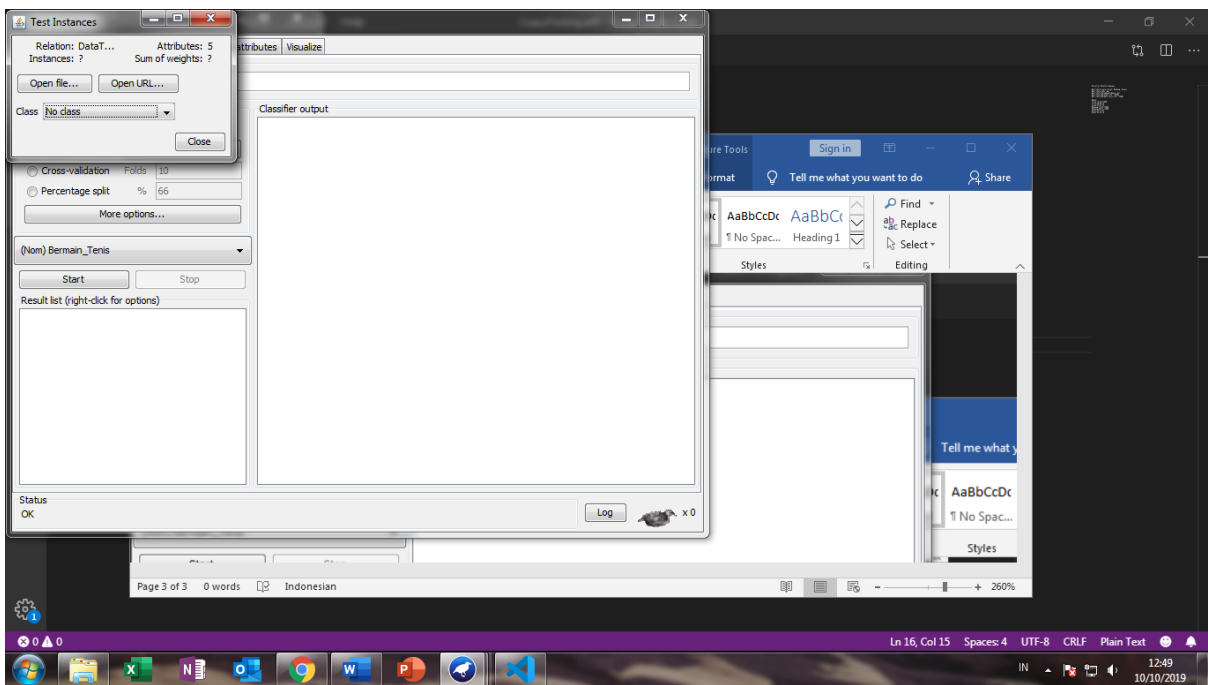 Test Instances
Relation: DataT... Attributes: 5
Instances: ? Sum of weights: ?
Open file... Open URL...
Class No class
Close
attributes Visualize
Classifier output
Cross-validation Folds 10
Percentage split % 66
More options...
(Nom) Bermain_Tenis
Start Stop
Result list (right-click for options)
Status
OK
Log x 0
ure Tools Sign in
ormat Tell me what you want to do Share
AaBbCcDc AaBbCc
¶ No Spac... Heading 1
Styles
Find
Replace
Select
Editing
Tell me what y
AaBbCcDc
¶ No Spac...
Styles
Page 3 of 3 0 words Indonesian 260%
1
0 0 Ln 16, Col 15 Spaces: 4 UTF-8 CRLF Plain Text
IN 12:49
10/10/2019